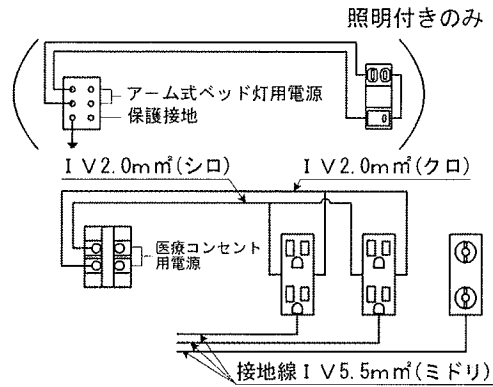 照明付きのみ
アーム式ベッド灯用電源
保護接地
ＩＶ2.0m㎡(シロ)
ＩＶ2.0m㎡(クロ)
医療コンセント
用電源
接地線ＩＶ5.5m㎡(ミドリ)